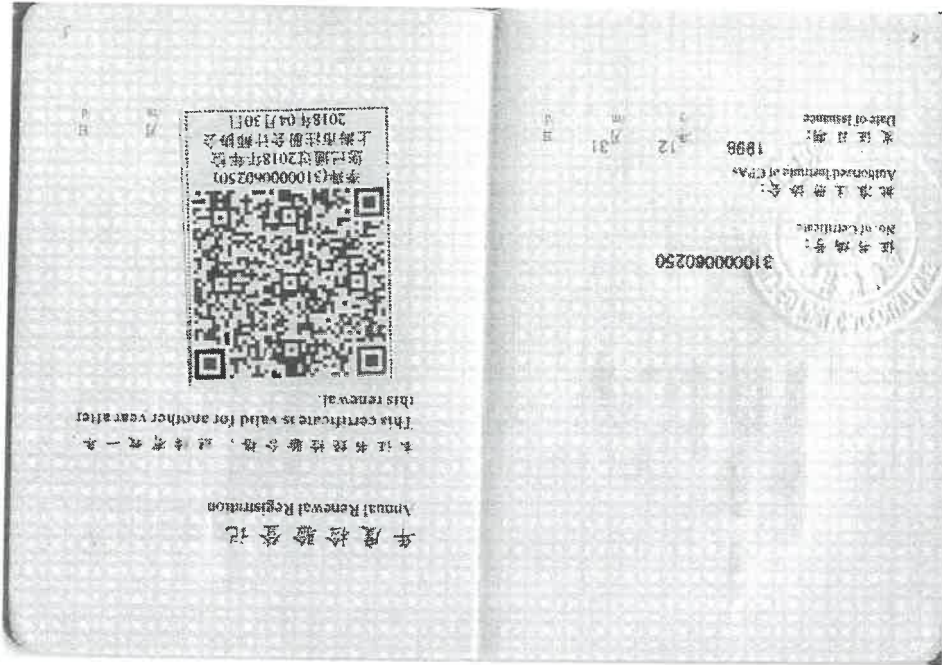 310000060250
证书编号：
No. of Certificate
批准注册协会：
Authorized Institute of CPAs
发证日期： 1996 年 12 月 31 日
Date of Issuance /y /m /d
年度检验登记
Annual Renewal Registration
本证书经检验合格，继续有效一年
This certificate is valid for another year after
this renewal.
李(310000060250)
您已通过2018年年检
上海市注册会计师协会
2018年04月30日
月 日
/m /d